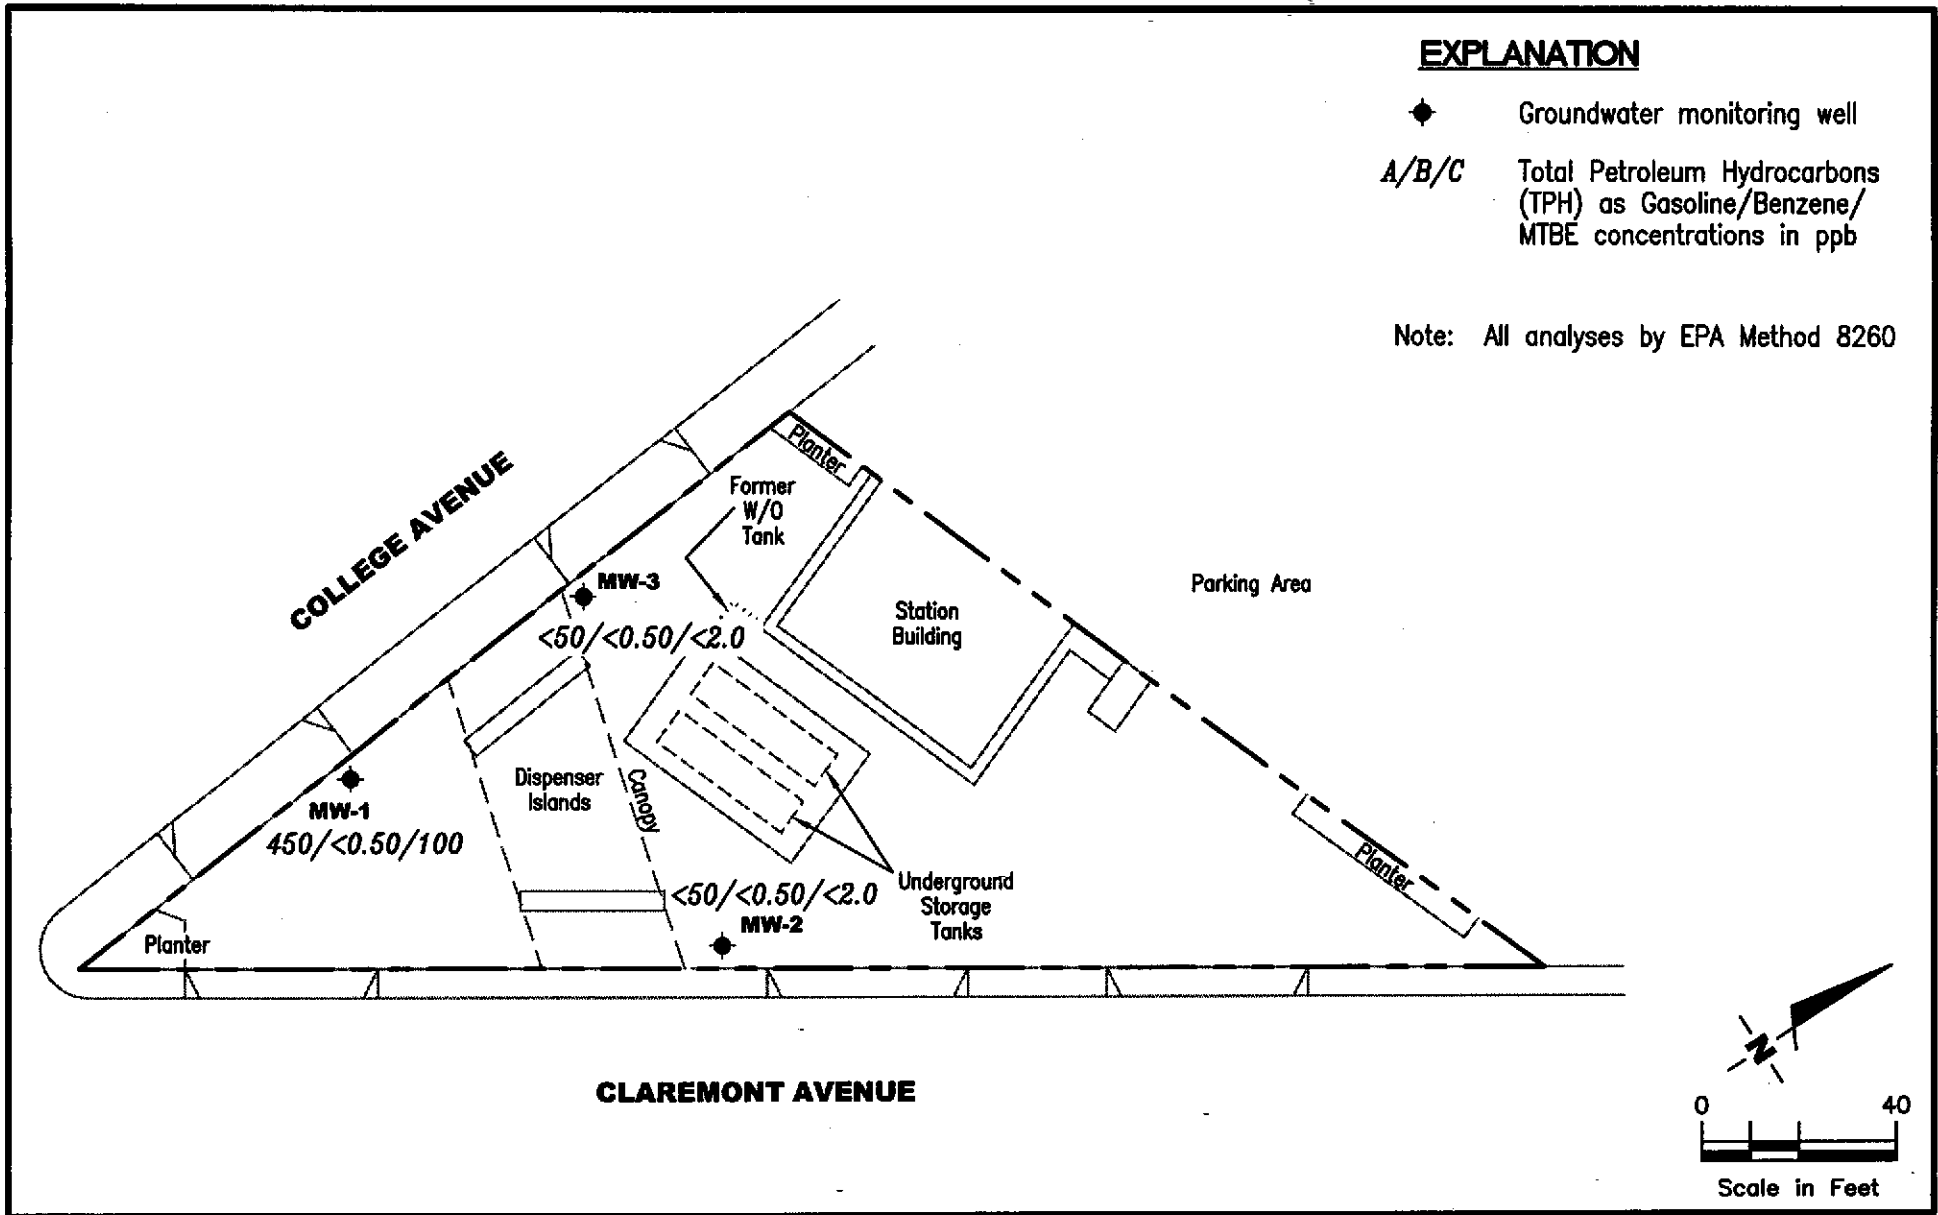 EXPLANATION
Groundwater monitoring well
A/B/C Total Petroleum Hydrocarbons
(TPH) as Gasoline/Benzene/
MTBE concentrations in ppb
Note: All analyses by EPA Method 8260
COLLEGE AVENUE
Planter
Former
W/O
Tank
MW-3
<50/<0.50/<2.0
Station
Building
Parking Area
Dispenser
Islands
Canopy
MW-1
450/<0.50/100
<50/<0.50/<2.0
MW-2
Underground
Storage
Tanks
Planter
Planter
CLAREMONT AVENUE
N
0 40
Scale in Feet